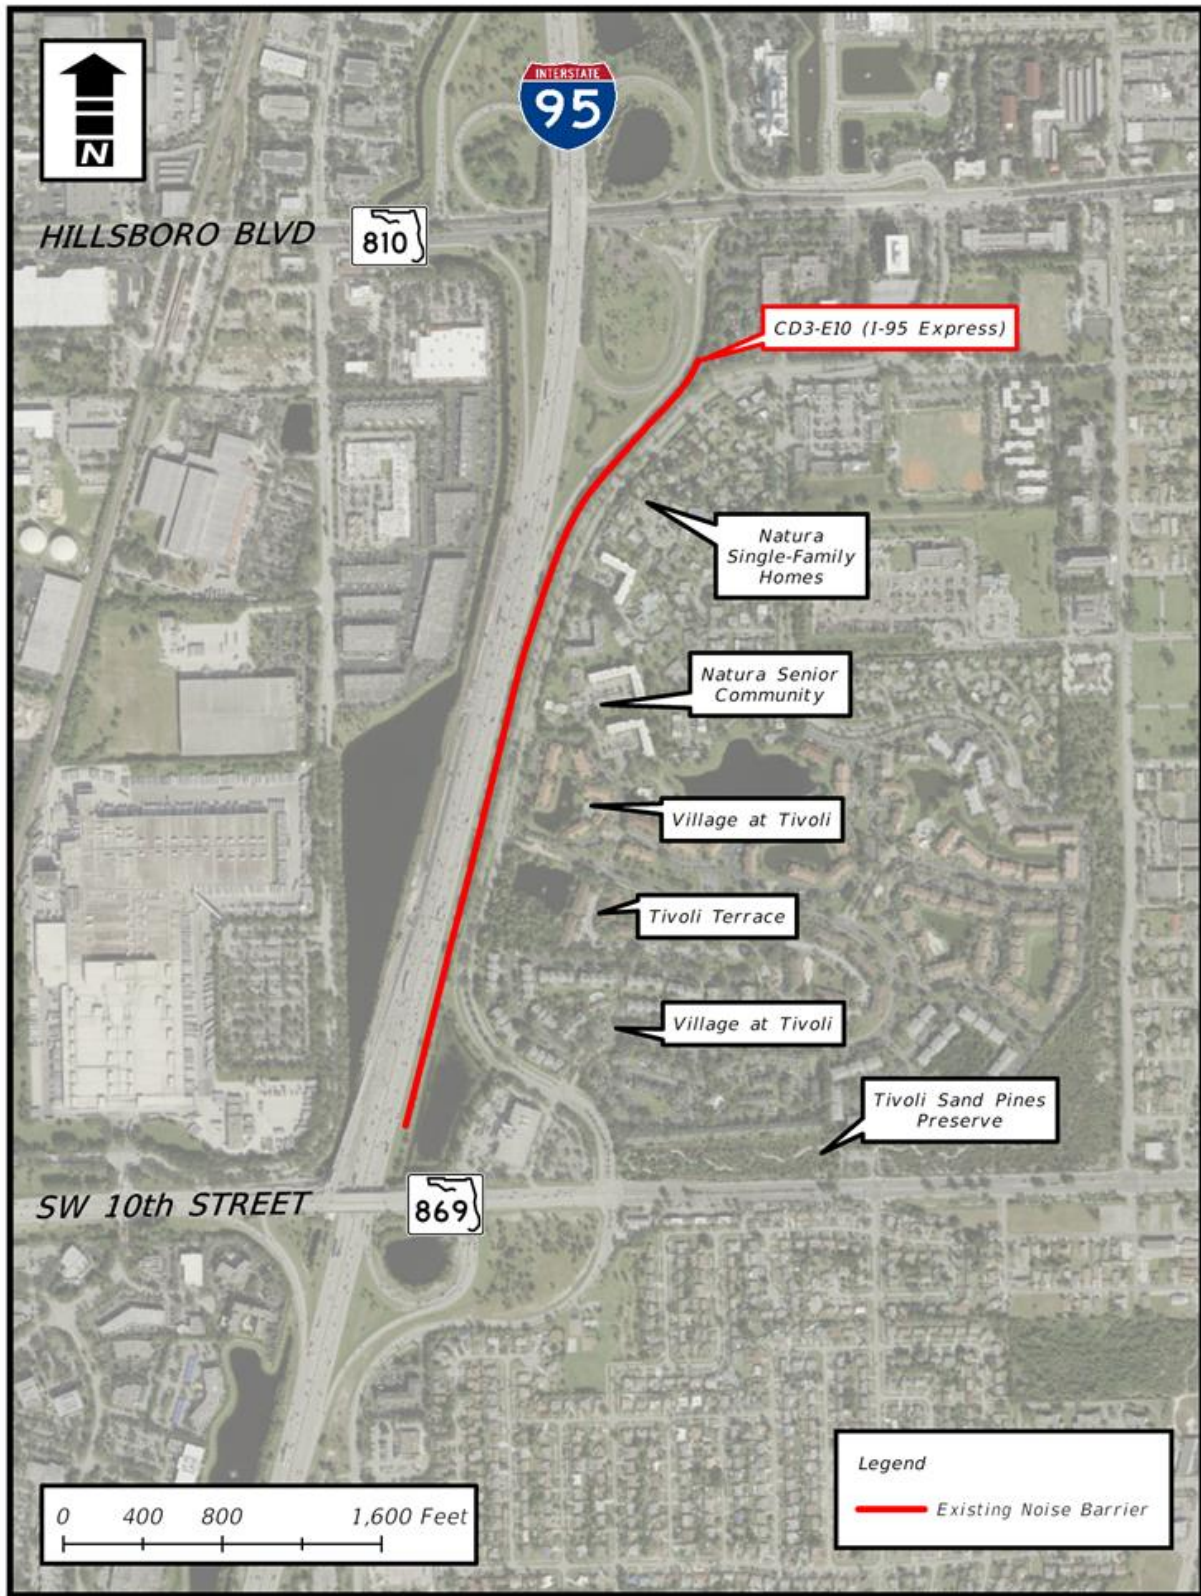 N
INTERSTATE
95
HILLSBORO BLVD
810
CD3-E10 (I-95 Express)
Natura
Single-Family
Homes
Natura Senior
Community
Village at Tivoli
Tivoli Terrace
Village at Tivoli
Tivoli Sand Pines
Preserve
SW 10th STREET
869
Legend
Existing Noise Barrier
0 400 800 1,600 Feet